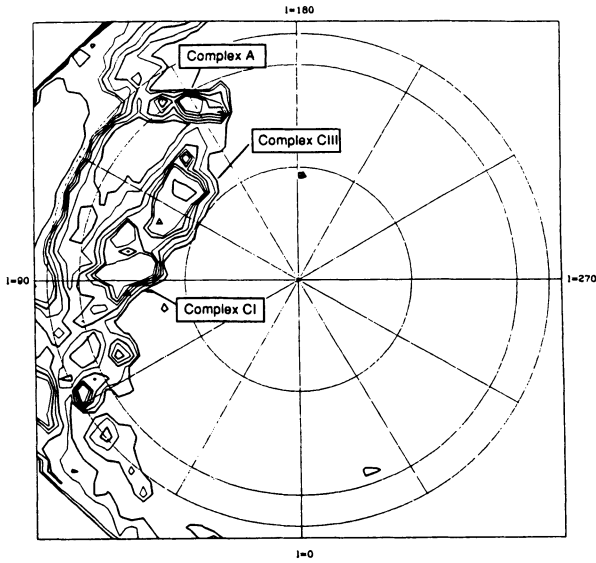 l=180
Complex A
Complex CIII
l=90
l=270
Complex CI
l=0